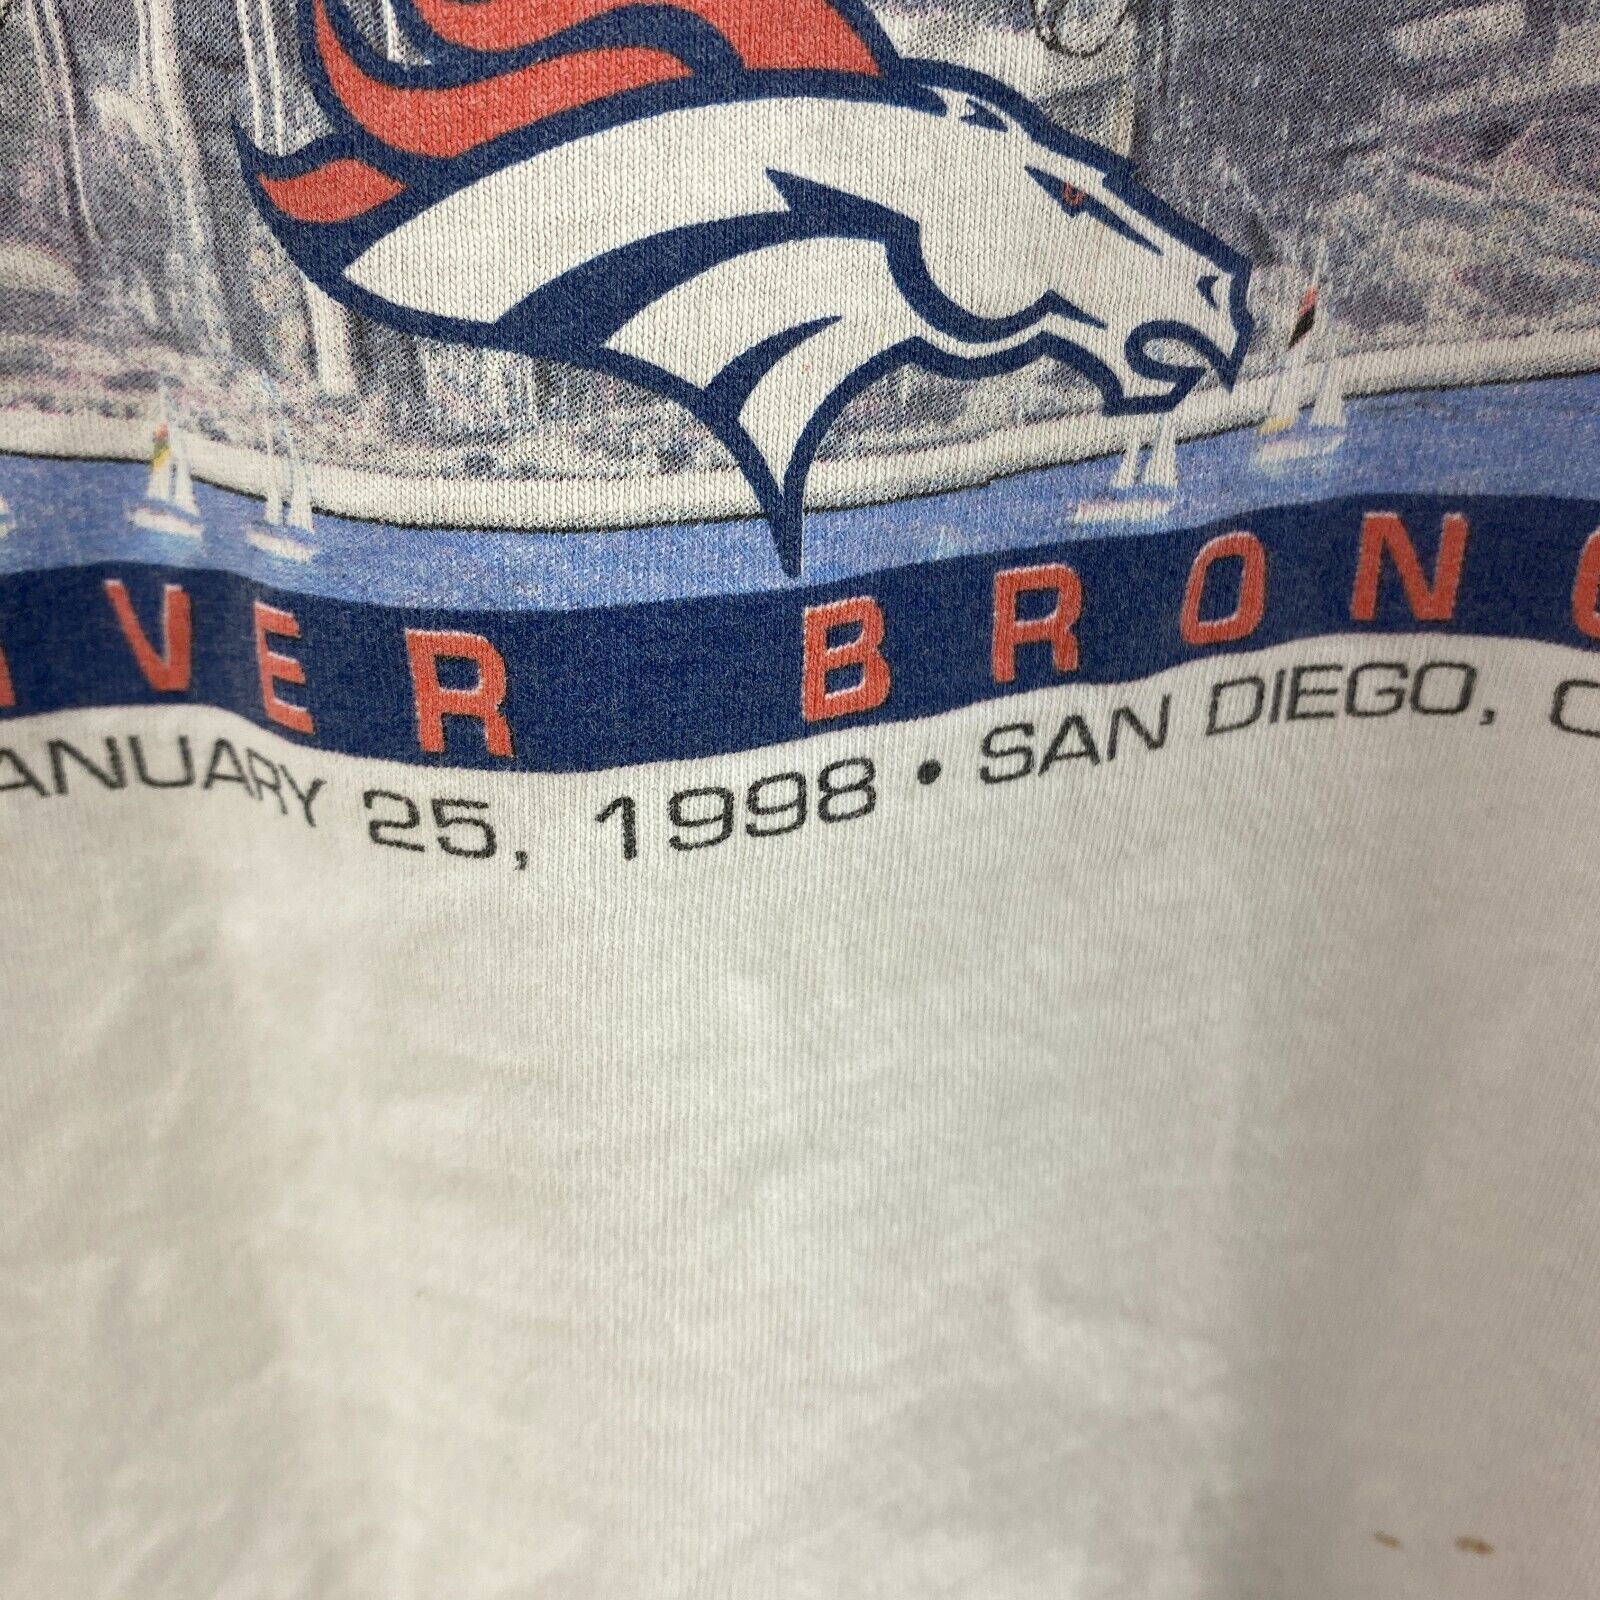 VER BRON
ANUARY 25, 1998 • SAN DIEGO, C